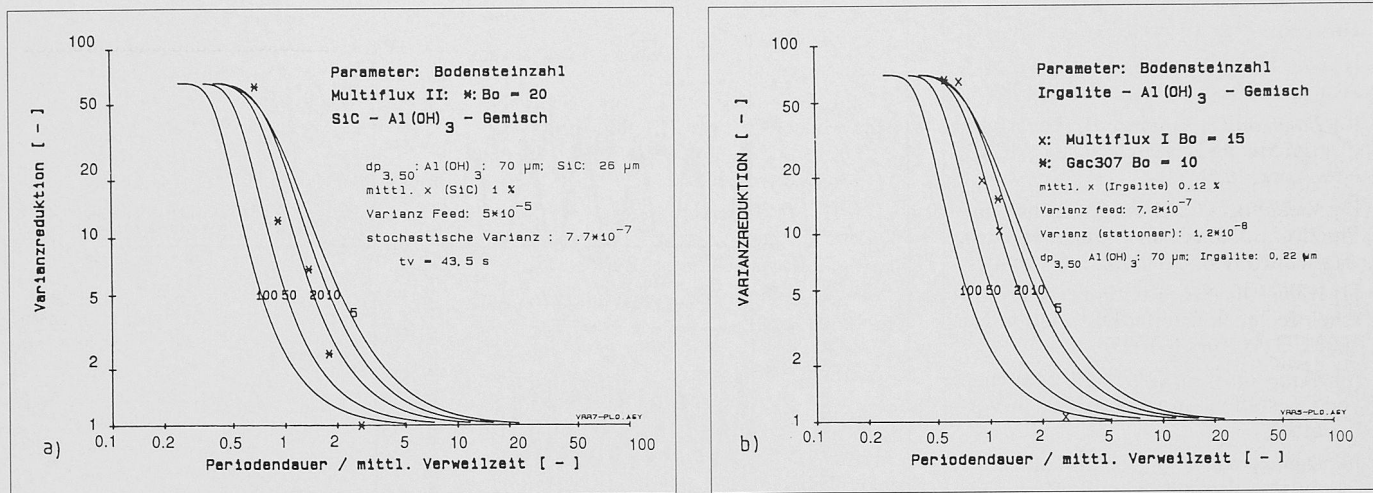 100
50
20
10
5
2
1
Varianzreduktion [ - ]
Parameter: Bodensteinzahl
Multiflux II: *: Bo = 20
SiC - Al(OH)3 - Gemisch
dp3,50: Al(OH)3: 70 µm; SiC: 26 µm
mittl. x (SiC) 1 %
Varianz Feed: 5*10-5
stochastische Varianz : 7.7*10-7
tv = 43,5 s
100 50 20 10 5
VRR7-PLO.ASY
a)
0.1 0.2 0.5 1 2 5 10 20 50 100
Periodendauer / mittl. Verweilzeit [ - ]
100
50
20
10
5
2
1
VARIANZREDUKTION [ - ]
Parameter: Bodensteinzahl
Irgalite - Al(OH)3 - Gemisch
x: Multiflux I Bo = 15
*: Gac307 Bo = 10
mittl. x (Irgalite) 0.12 %
Varianz feed: 7,2*10-7
Varianz (stationaer): 1,2*10-8
dp3,50 Al(OH)3: 70 µm; Irgalite: 0,22 µm
100 50 20 10 5
VRR5-PLO.ASY
b)
0.1 0.2 0.5 1 2 5 10 20 50 100
Periodendauer / mittl. Verweilzeit [ - ]